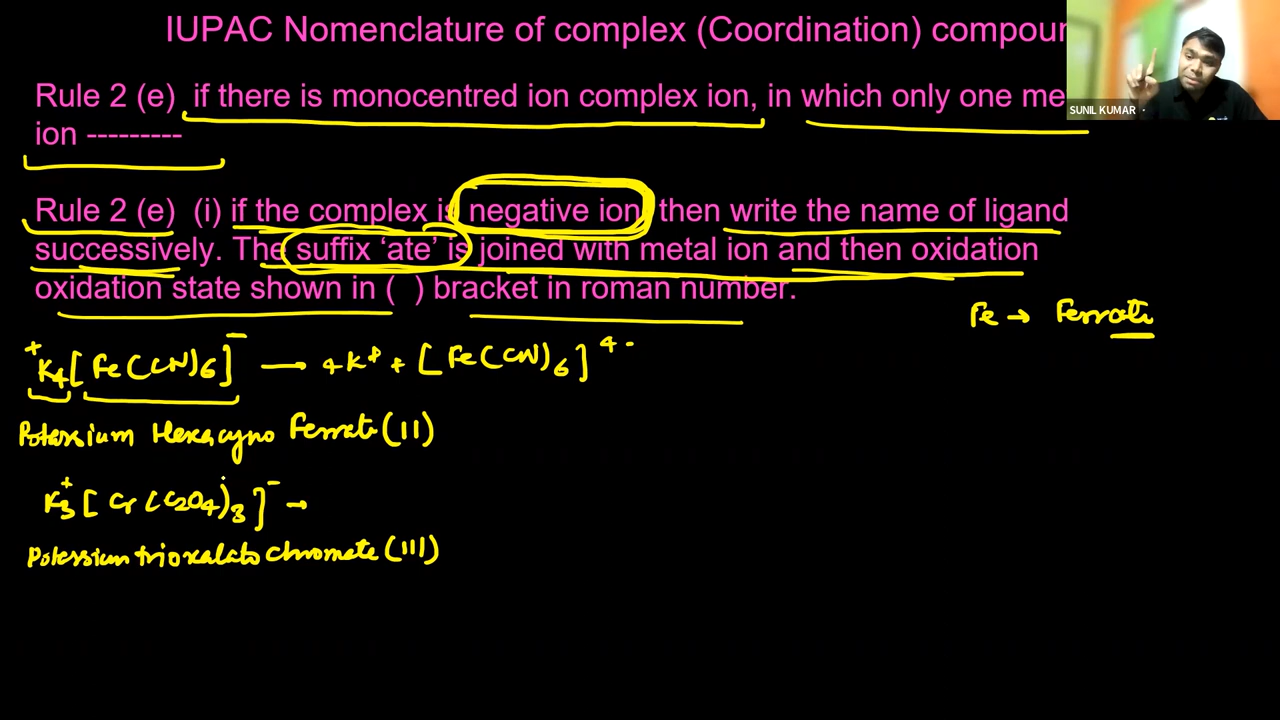 IUPAC Nomenclature of complex (Coordination) compoun
Rule 2 (e) if there is monocentred ion complex ion, in which only one me
ion ---------
SUNIL KUMAR
Rule 2 (e) (i) if the complex is negative ion, then write the name of ligand
successively. The suffix ‘ate’ is joined with metal ion and then oxidation
oxidation state shown in ( ) bracket in roman number.
Fe → Ferrate
+K4[Fe(CN)6]- — 4K+ + [Fe(CN)6]4-
Potassium Hexacyno Ferrate(II)
K3+[Cr(C2O4)3]- →
Potassium trioxalato chromate (III)